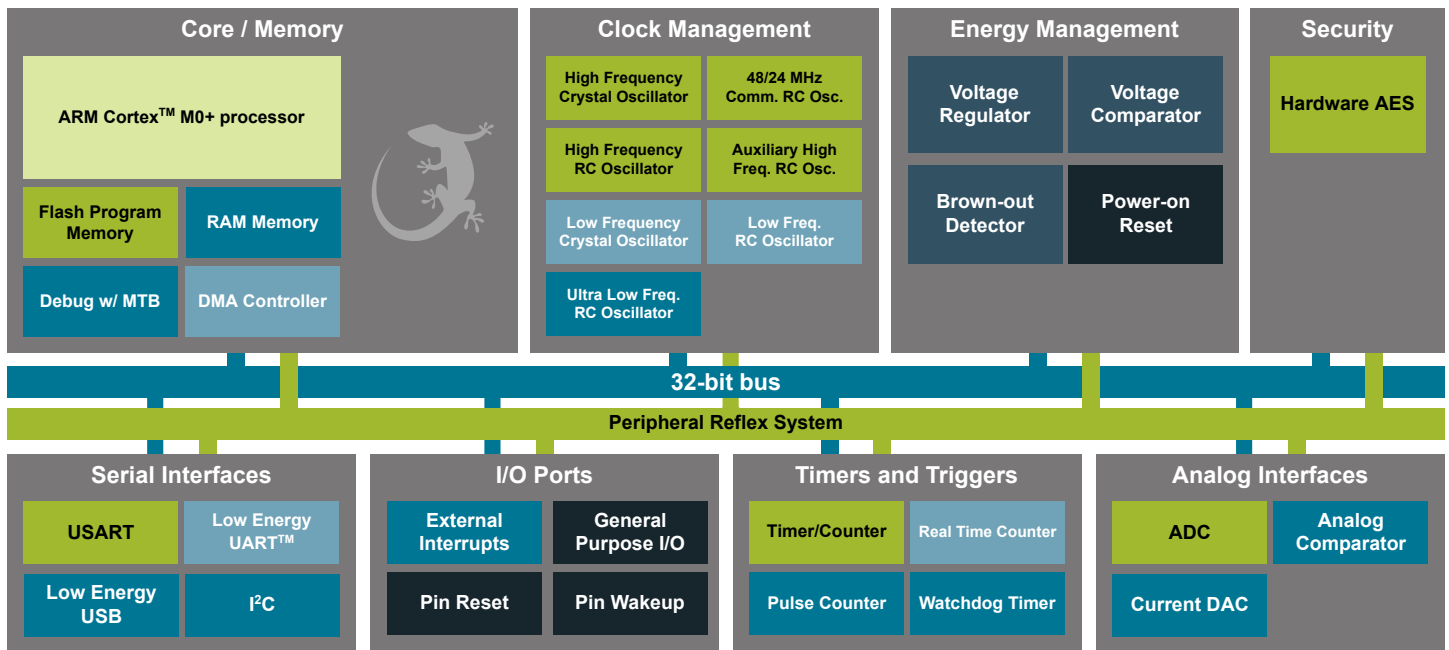 Core / Memory
ARM Cortex™ M0+ processor
Flash Program
Memory
RAM Memory
Debug w/ MTB
DMA Controller
Clock Management
High Frequency
Crystal Oscillator
48/24 MHz
Comm. RC Osc.
High Frequency
RC Oscillator
Auxiliary High
Freq. RC Osc.
Low Frequency
Crystal Oscillator
Low Freq.
RC Oscillator
Ultra Low Freq.
RC Oscillator
Energy Management
Voltage
Regulator
Voltage
Comparator
Brown-out
Detector
Power-on
Reset
Security
Hardware AES
32-bit bus
Peripheral Reflex System
Serial Interfaces
USART
Low Energy
UART™
Low Energy
USB
I²C
I/O Ports
External
Interrupts
General
Purpose I/O
Pin Reset
Pin Wakeup
Timers and Triggers
Timer/Counter
Real Time Counter
Pulse Counter
Watchdog Timer
Analog Interfaces
ADC
Analog
Comparator
Current DAC